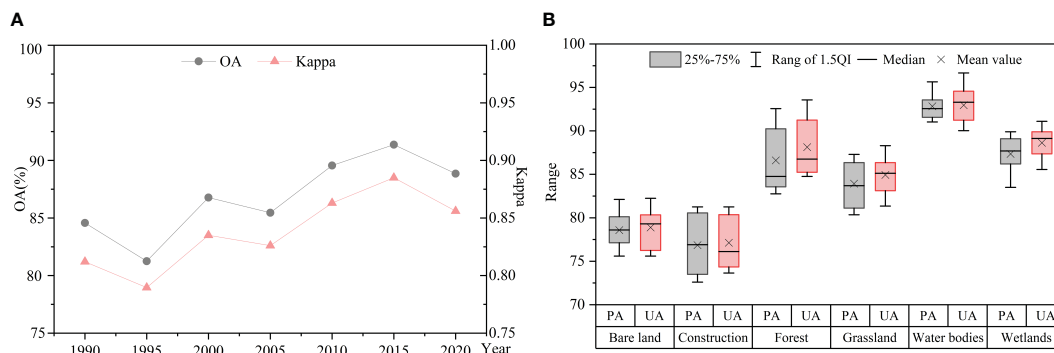 A
OA
Kappa
100
95
90
85
80
75
OA(%)
1.00
0.95
0.90
0.85
0.80
0.75
Kappa
1990 1995 2000 2005 2010 2015 2020 Year
B
25%-75% Rang of 1.5QI Median Mean value
100
95
90
85
80
75
70
Range
PA UA PA UA PA UA PA UA PA UA PA UA
Bare land Construction Forest Grassland Water bodies Wetlands